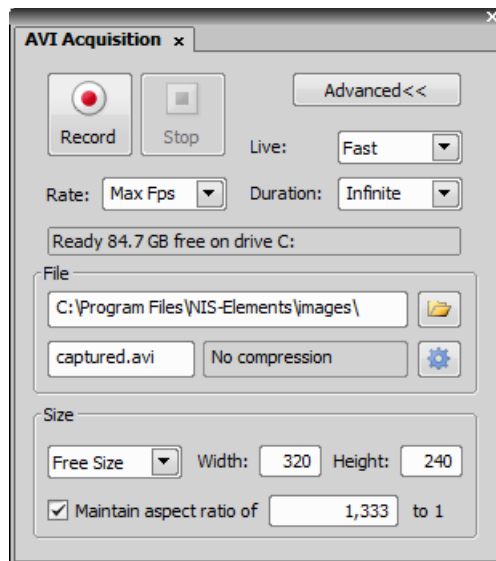 AVI Acquisition x
Advanced<<
Record
Stop
Live:
Fast
Rate:
Max Fps
Duration:
Infinite
Ready 84.7 GB free on drive C:
File
C:\Program Files\NIS-Elements\images\
captured.avi
No compression
Size
Free Size
Width:
320
Height:
240
Maintain aspect ratio of
1,333
to 1